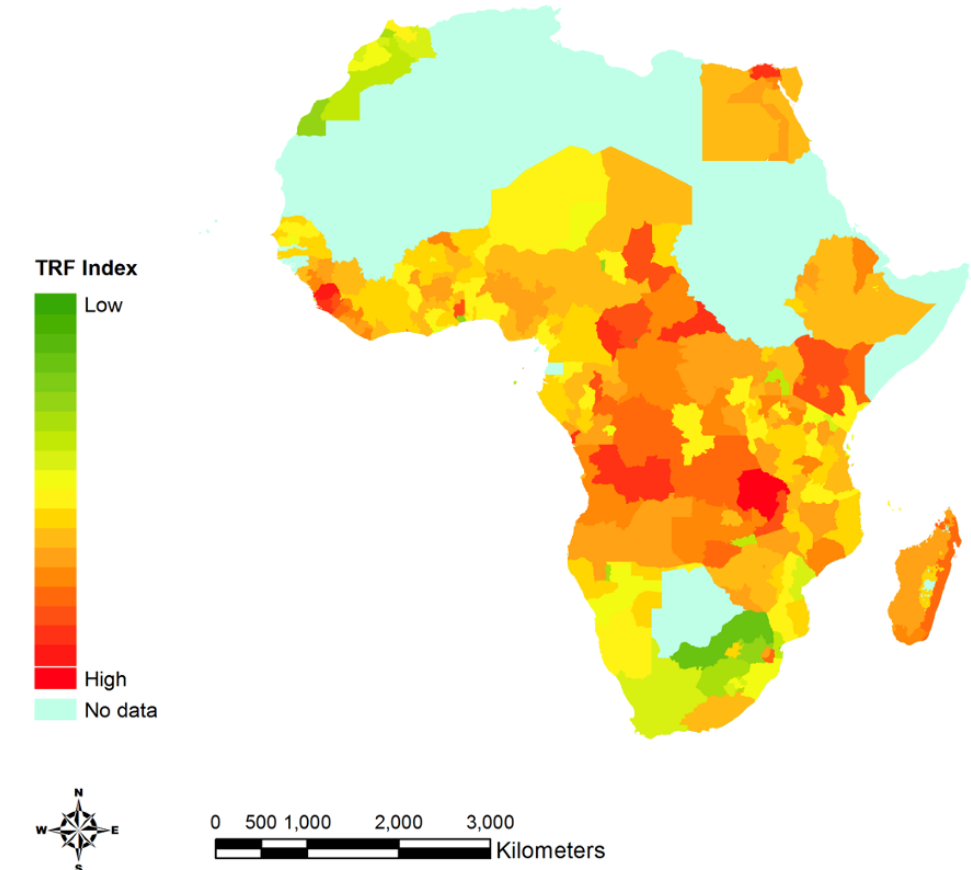 TRF Index
Low
High
No data
N
W E
S
0 500 1,000 2,000 3,000
Kilometers